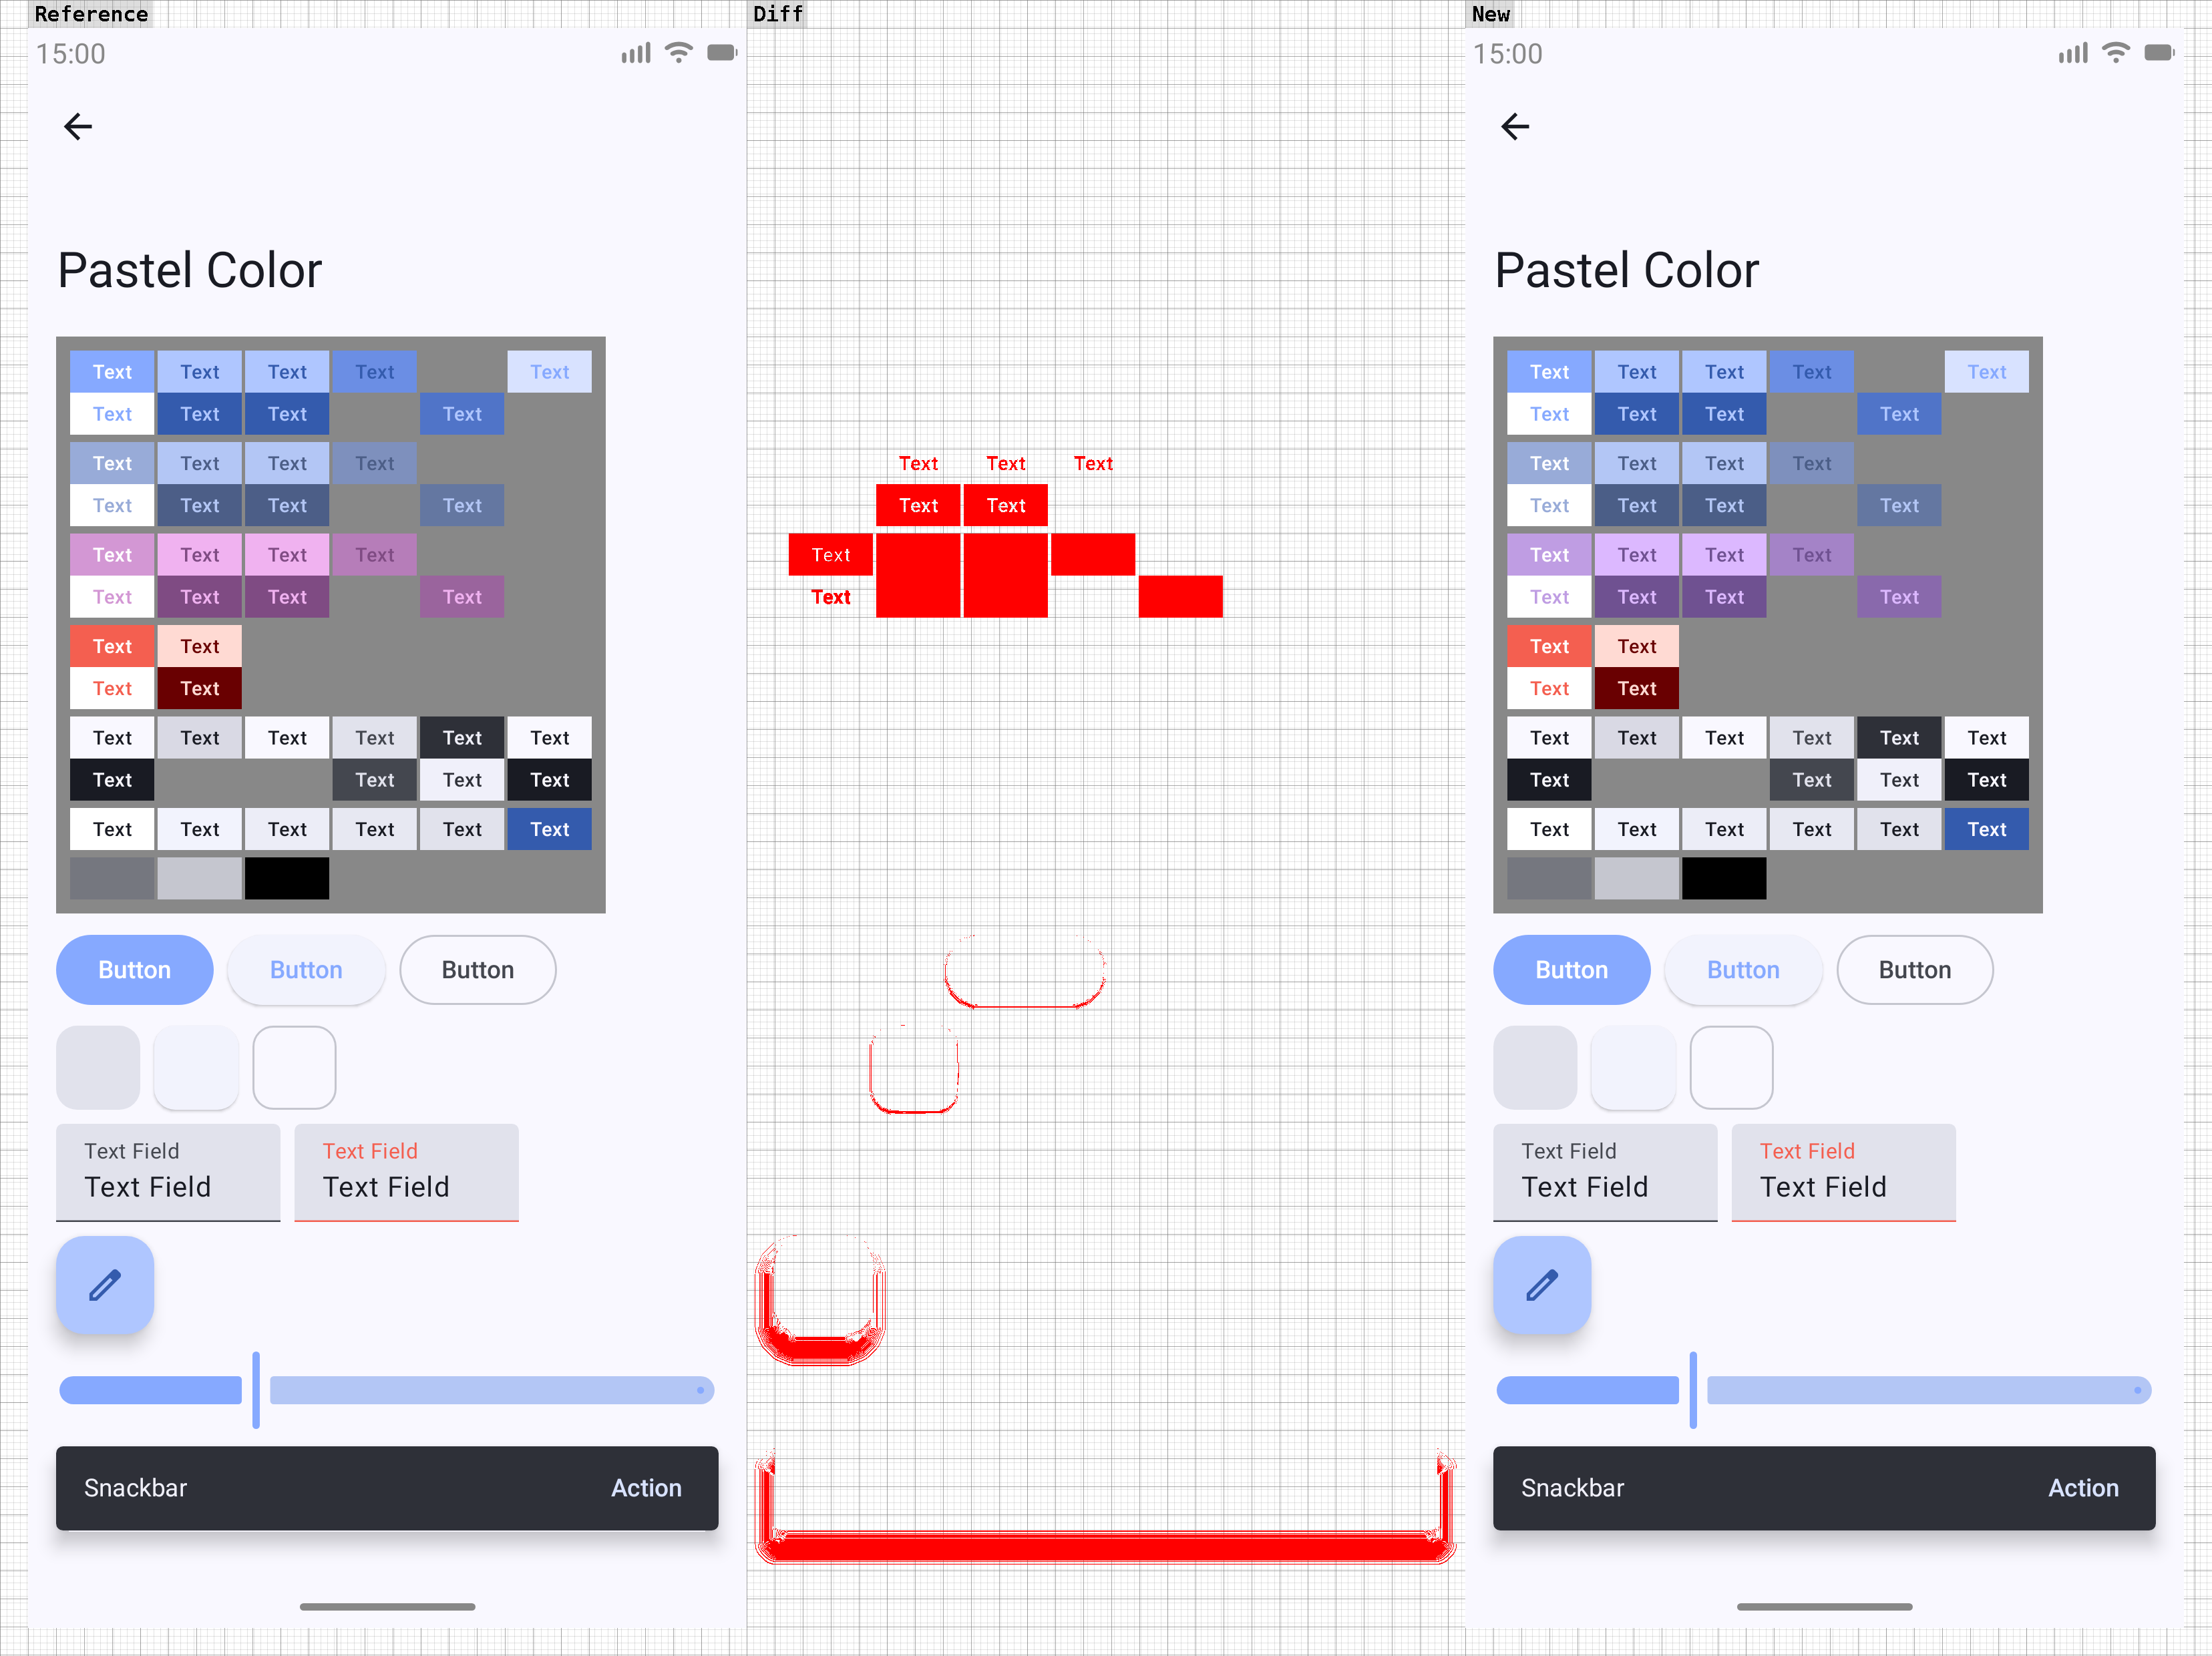 Reference Diff New
15:00 15:00
Pastel Color Pastel Color
Text Text Text Text Text Text Text Text Text Text
Text Text Text Text Text Text Text Text
Text Text Text Text Text Text Text Text Text Text Text
Text Text Text Text Text Text Text Text Text Text
Text Text Text Text Text Text Text Text Text
Text Text Text Text Text Text Text Text Text
Text Text Text Text
Text Text Text Text
Text Text Text Text Text Text Text Text Text Text Text Text
Text Text Text Text Text Text Text Text
Text Text Text Text Text Text Text Text Text Text Text Text
Button Button Button Button Button Button
Text Field Text Field Text Field Text Field
Text Field Text Field Text Field Text Field
Snackbar Action Snackbar Action